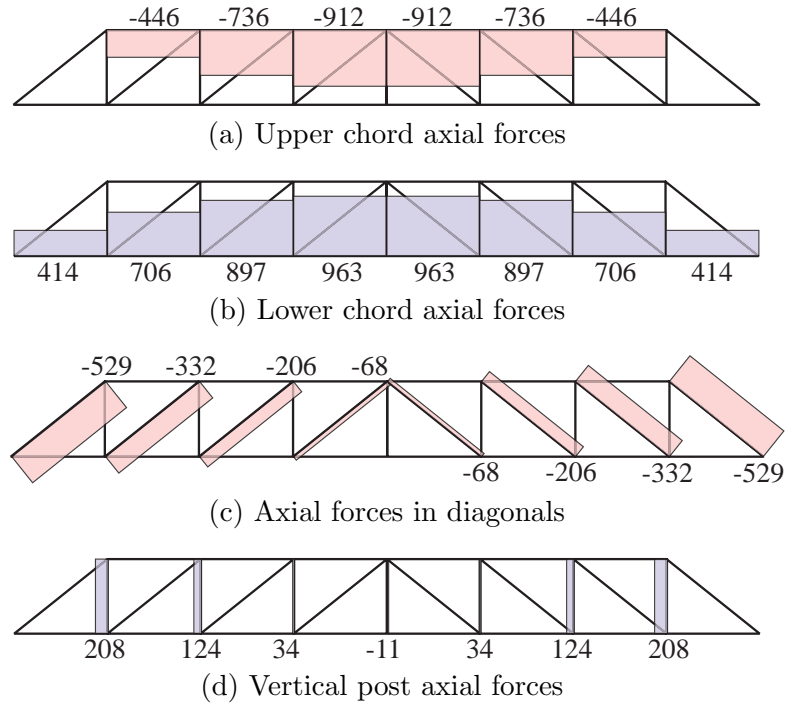 -446 -736 -912 -912 -736 -446
(a) Upper chord axial forces
414 706 897 963 963 897 706 414
(b) Lower chord axial forces
-529 -332 -206 -68
-68 -206 -332 -529
(c) Axial forces in diagonals
208 124 34 -11 34 124 208
(d) Vertical post axial forces